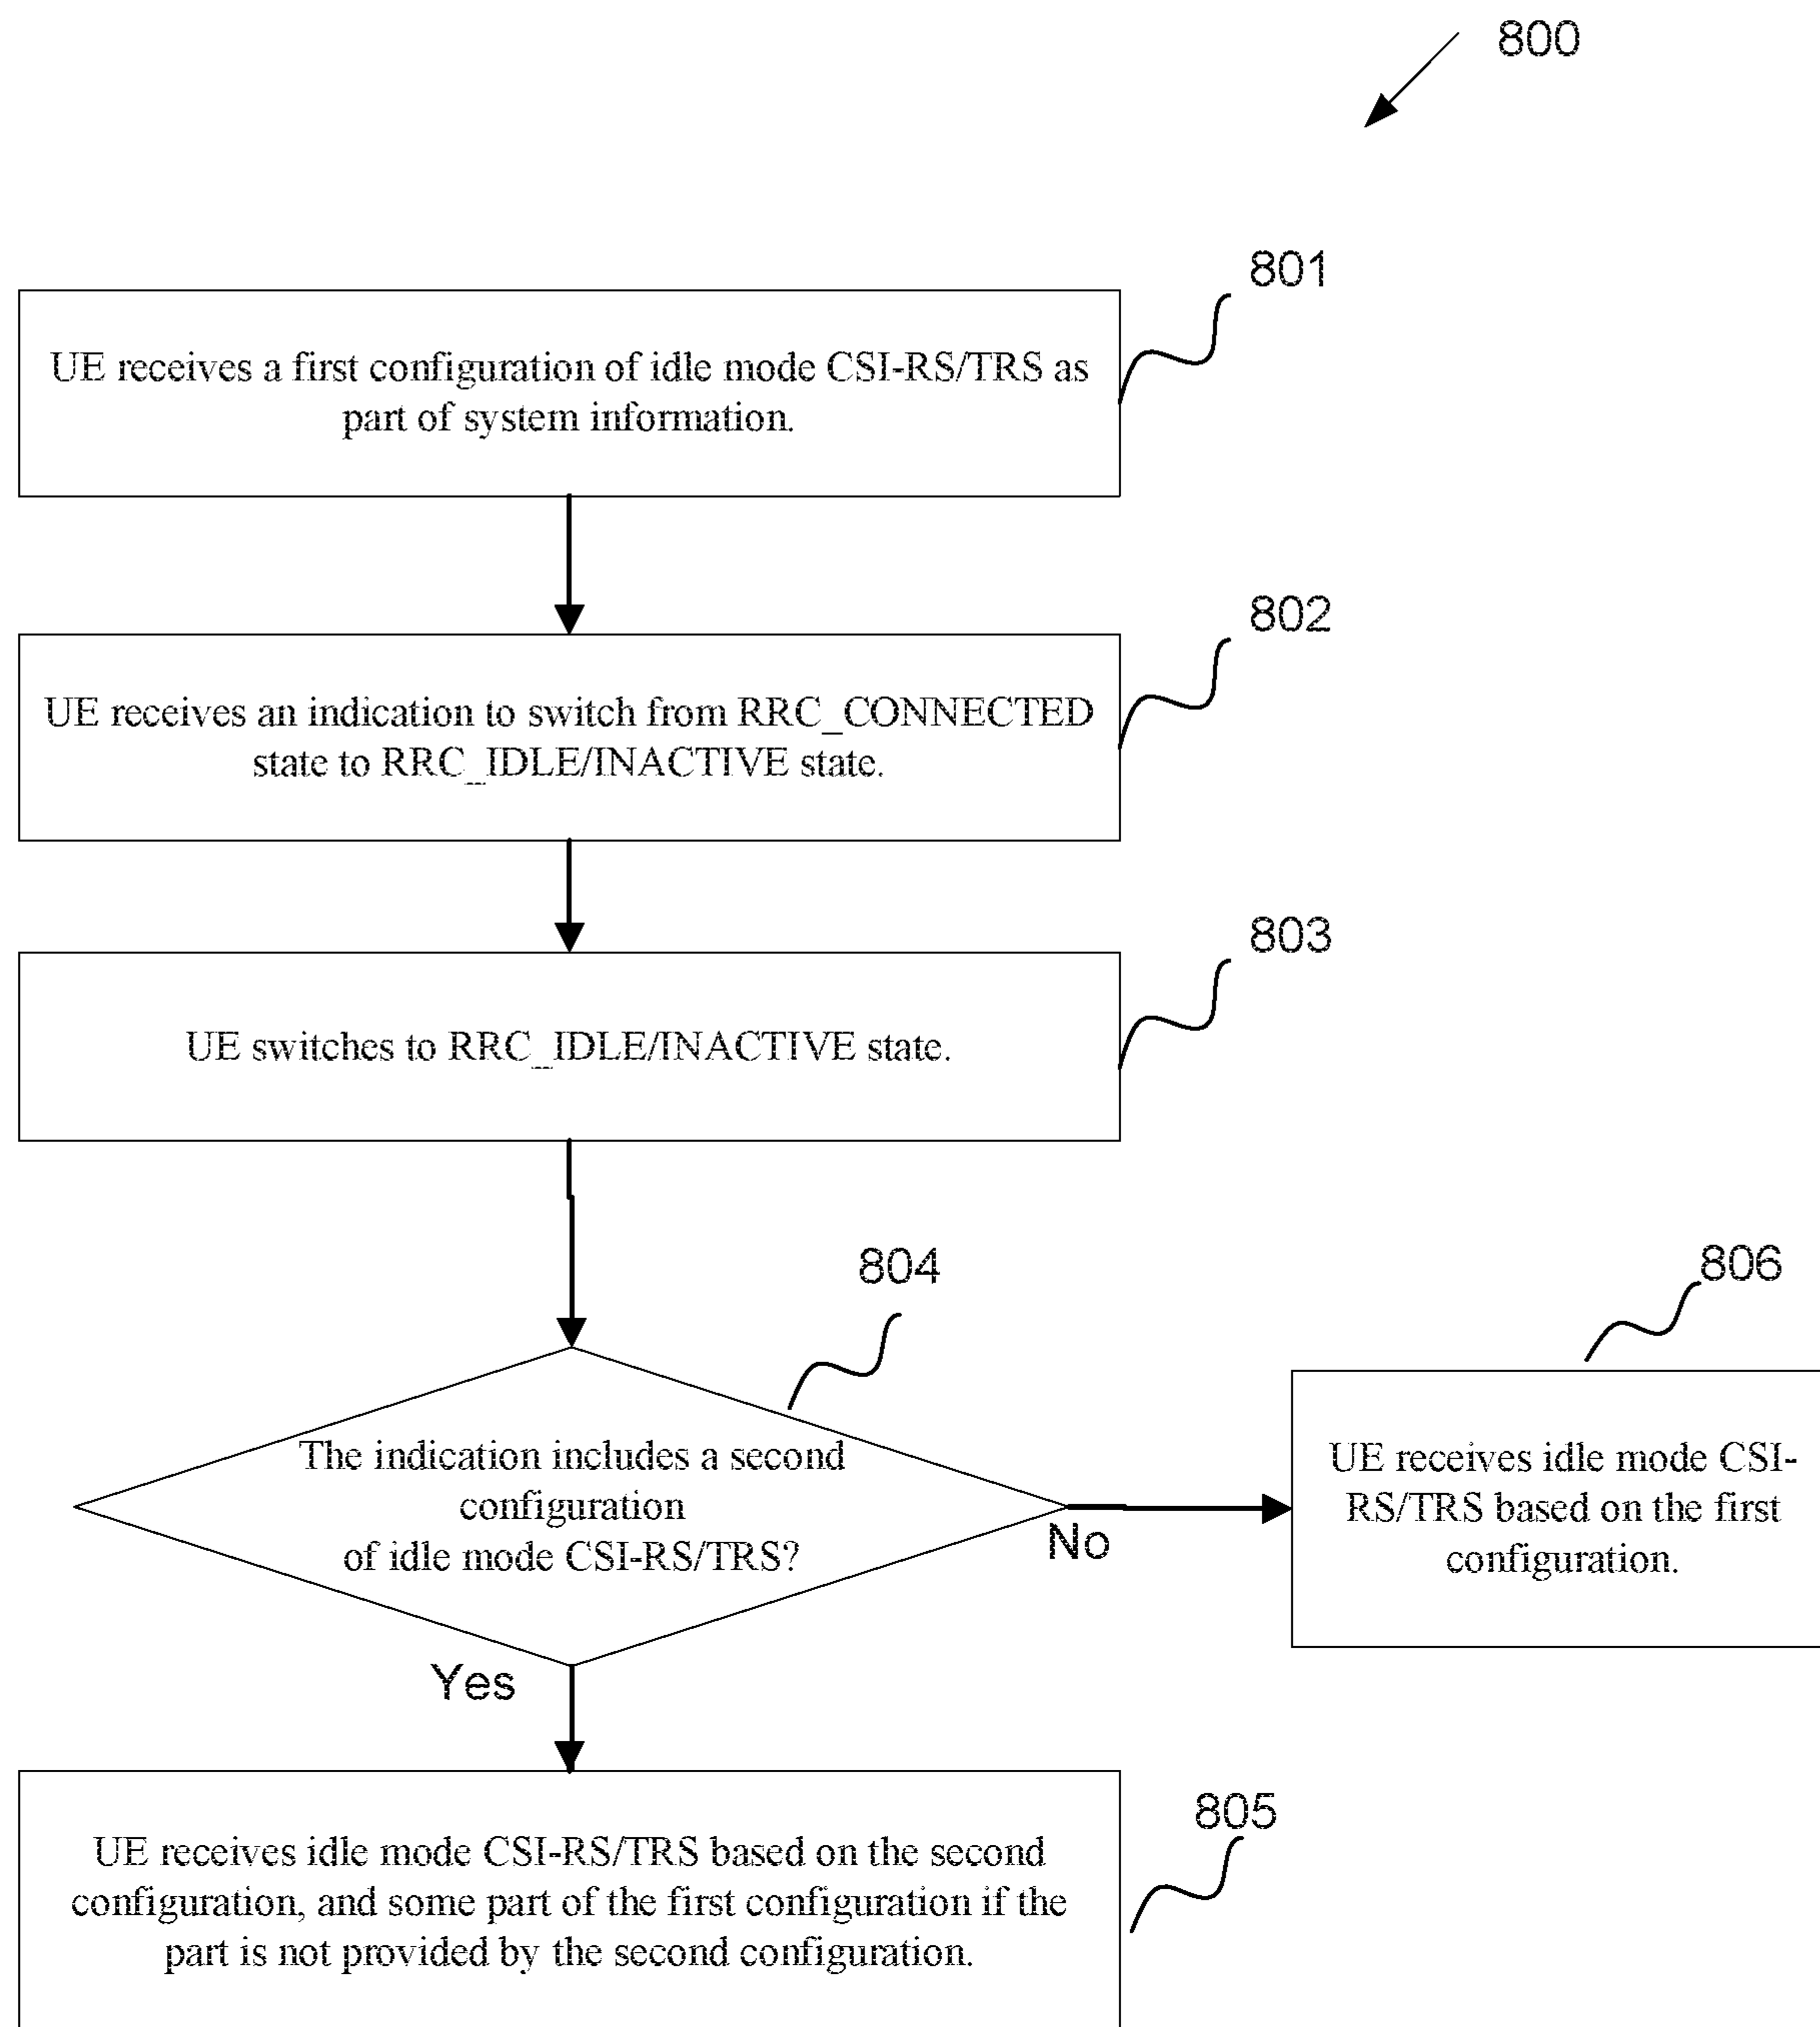 800
801
UE receives a first configuration of idle mode CSI-RS/TRS as
part of system information.
802
UE receives an indication to switch from RRC_CONNECTED
state to RRC_IDLE/INACTIVE state.
803
UE switches to RRC_IDLE/INACTIVE state.
804
The indication includes a second
configuration
of idle mode CSI-RS/TRS?
No
806
UE receives idle mode CSI-
RS/TRS based on the first
configuration.
Yes
805
UE receives idle mode CSI-RS/TRS based on the second
configuration, and some part of the first configuration if the
part is not provided by the second configuration.